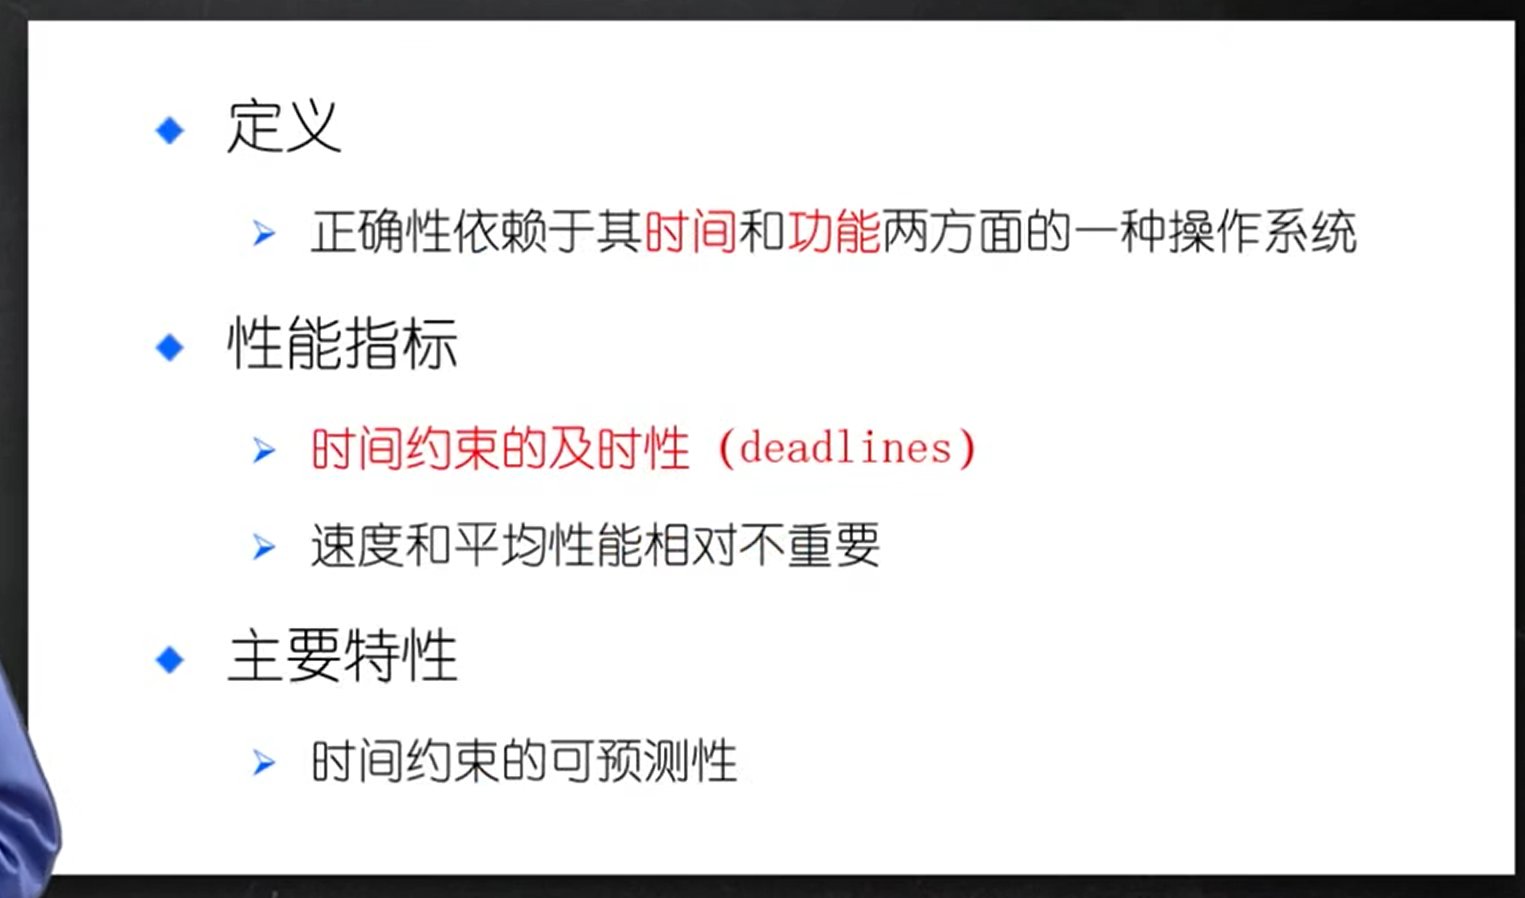 定义
正确性依赖于其时间和功能两方面的一种操作系统
性能指标
时间约束的及时性（deadlines）
速度和平均性能相对不重要
主要特性
时间约束的可预测性